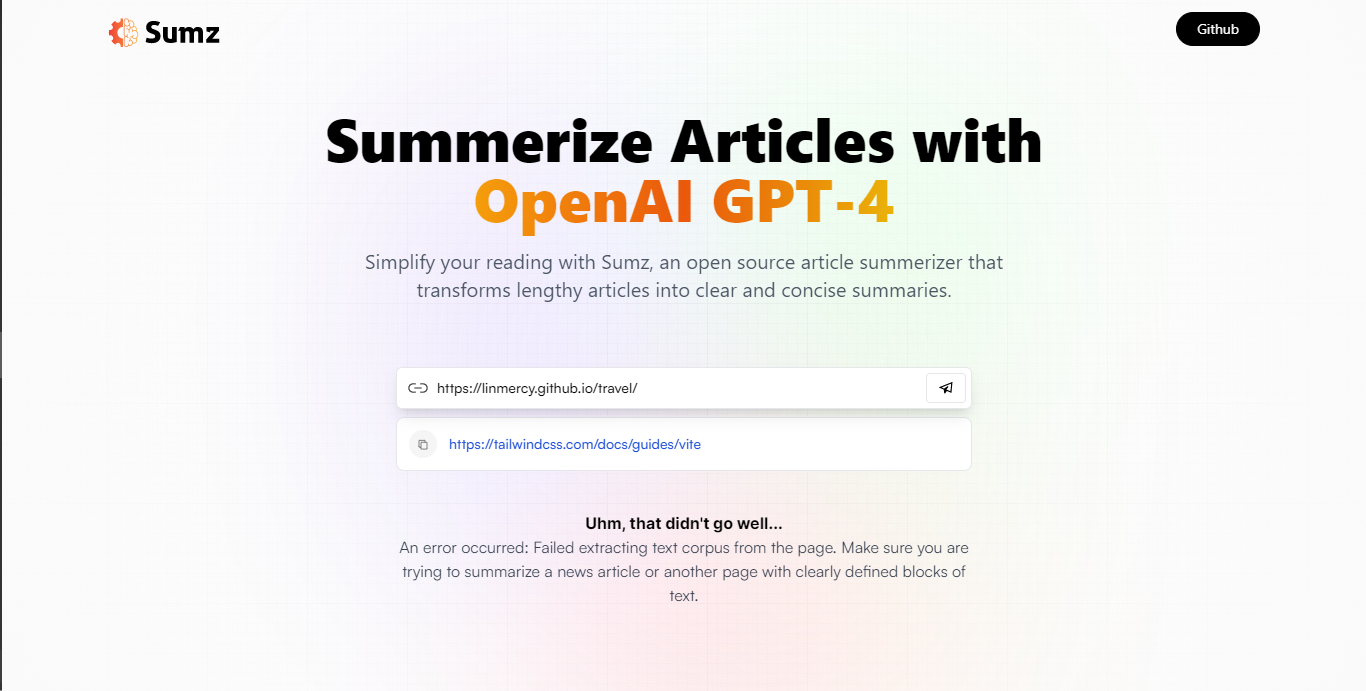 Sumz
Github
Summerize Articles with
OpenAI GPT-4
Simplify your reading with Sumz, an open source article summerizer that
transforms lengthy articles into clear and concise summaries.
https://linmercy.github.io/travel/
https://tailwindcss.com/docs/guides/vite
Uhm, that didn't go well...
An error occurred: Failed extracting text corpus from the page. Make sure you are
trying to summarize a news article or another page with clearly defined blocks of
text.